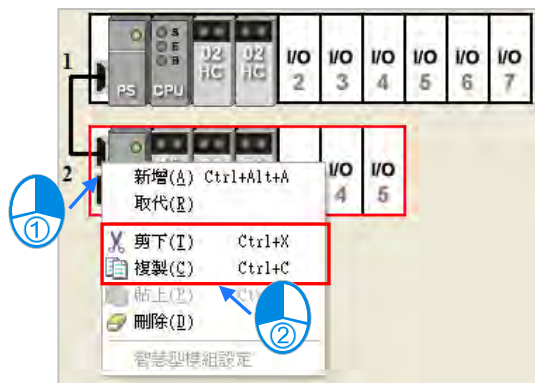 1
PS
CPU
S
E
B
02
HC
02
HC
I/O
2
I/O
3
I/O
4
I/O
5
I/O
6
I/O
7
2
I/O
4
I/O
5
新增(A) Ctrl+Alt+A
取代(R)
剪下(T) Ctrl+X
複製(C) Ctrl+C
貼上(P)
刪除(D)
智慧型模組設定
①
②